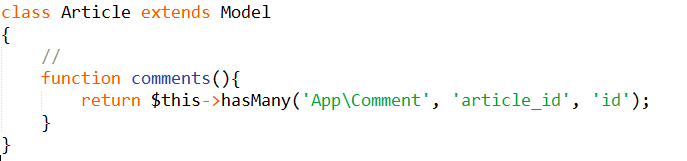 class Article extends Model
{
    //
    function comments(){
        return $this->hasMany('App\Comment', 'article_id', 'id');
    }
}